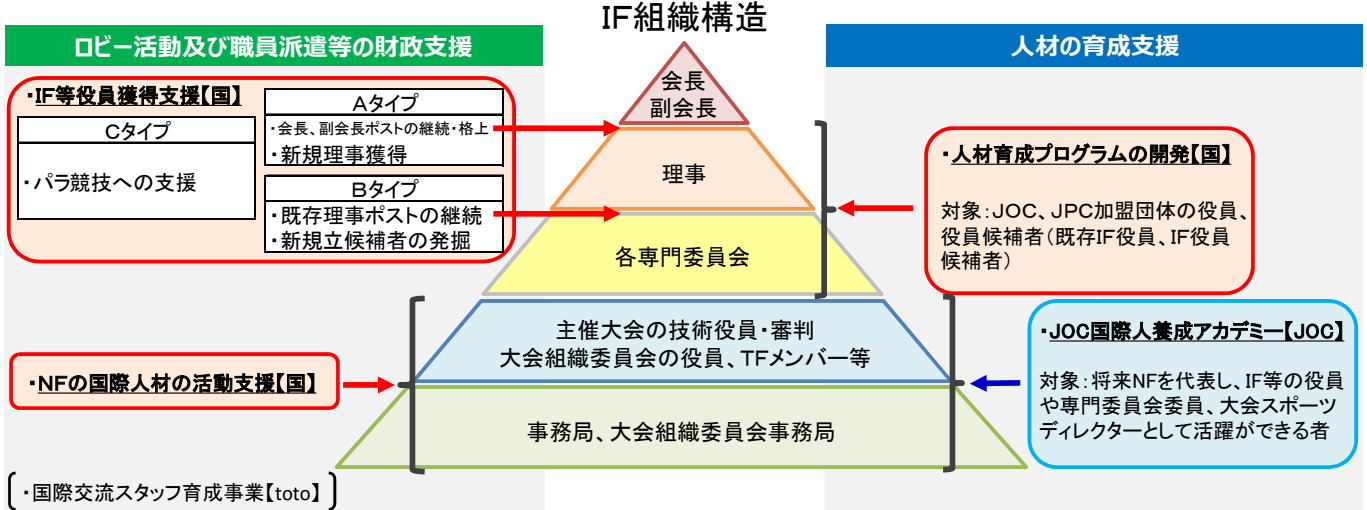 IF組織構造
ロビー活動及び職員派遣等の財政支援
・IF等役員獲得支援【国】
Cタイプ
・パラ競技への支援
Aタイプ
・会長、副会長ポストの継続・格上
・新規理事獲得
Bタイプ
・既存理事ポストの継続
・新規立候補者の発掘
・NFの国際人材の活動支援【国】
・国際交流スタッフ育成事業【toto】
会長
副会長
理事
各専門委員会
主催大会の技術役員・審判
大会組織委員会の役員、TFメンバー等
事務局、大会組織委員会事務局
人材の育成支援
・人材育成プログラムの開発【国】
対象：JOC、JPC加盟団体の役員、
役員候補者（既存IF役員、IF役員
候補者）
・JOC国際人養成アカデミー【JOC】
対象：将来NFを代表し、IF等の役員
や専門委員会委員、大会スポーツ
ディレクターとして活躍ができる者